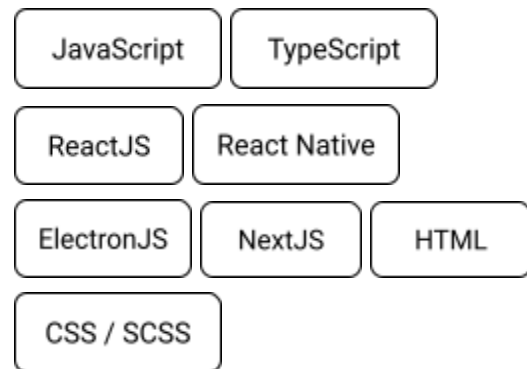 JavaScript TypeScript
ReactJS React Native
ElectronJS NextJS HTML
CSS / SCSS